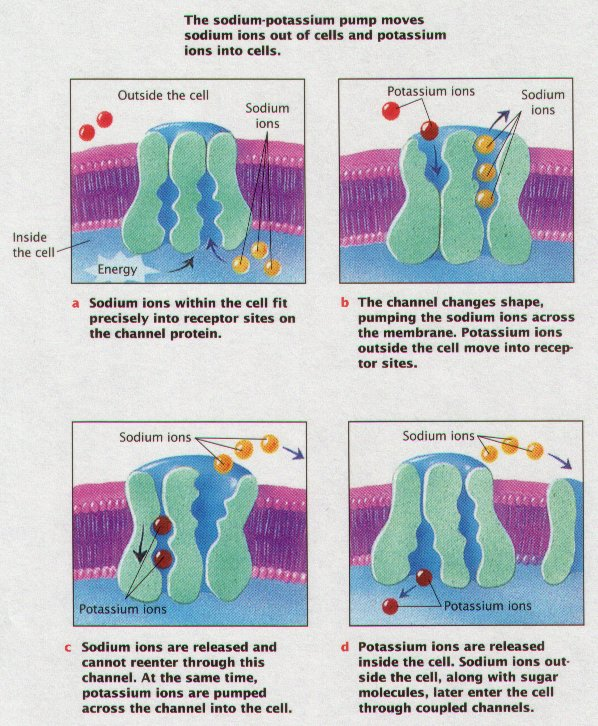 The sodium-potassium pump moves
sodium ions out of cells and potassium
ions into cells.
Outside the cell
Sodium
ions
Inside
the cell
Energy
a Sodium ions within the cell fit
precisely into receptor sites on
the channel protein.
Potassium ions
Sodium
ions
b The channel changes shape,
pumping the sodium ions across
the membrane. Potassium ions
outside the cell move into recep-
tor sites.
Sodium ions
Potassium ions
c Sodium ions are released and
cannot reenter through this
channel. At the same time,
potassium ions are pumped
across the channel into the cell.
Sodium ions
Potassium ions
d Potassium ions are released
inside the cell. Sodium ions out-
side the cell, along with sugar
molecules, later enter the cell
through coupled channels.